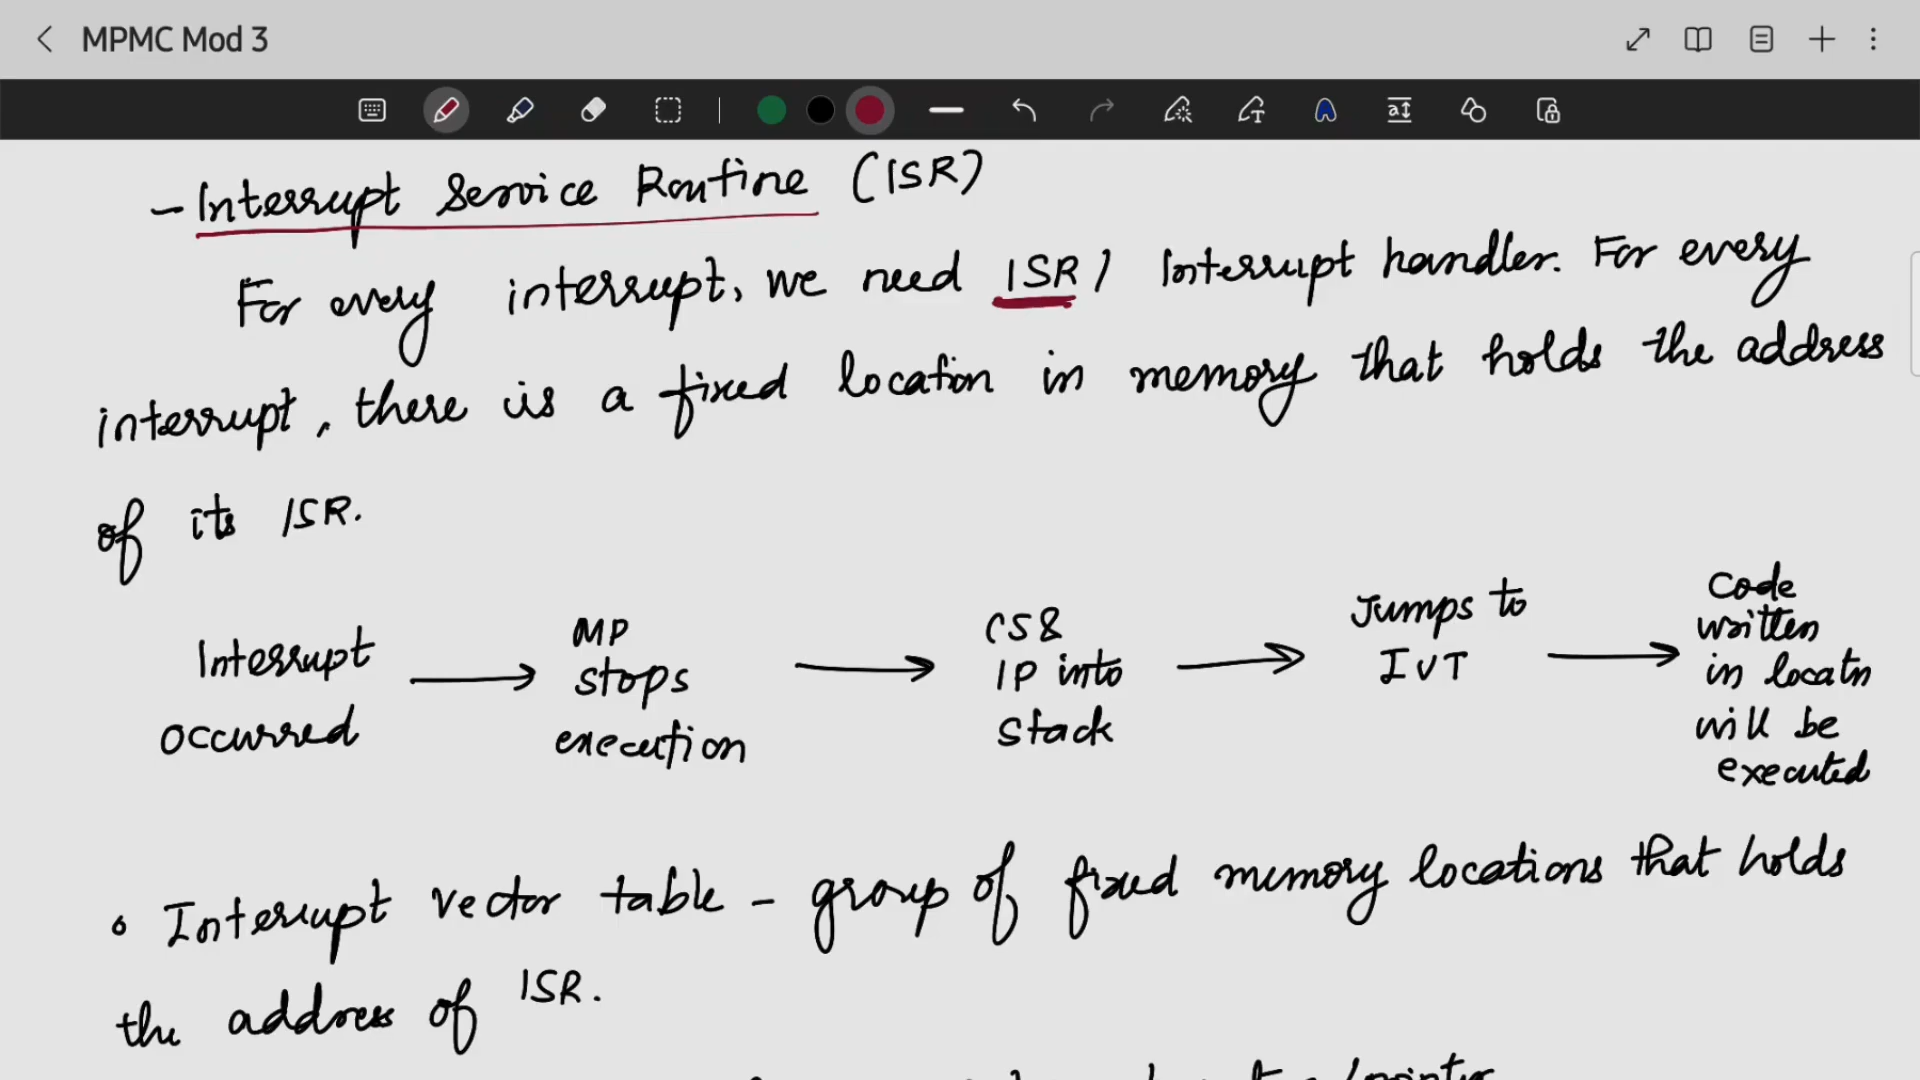 MPMC Mod 3
- Interrupt Service Routine (ISR)
For every interrupt, we need ISR / Interrupt handler. For every
interrupt, there is a fixed location in memory that holds the address
of its ISR.
Interrupt occurred → MP stops execution → CS & IP into stack → Jumps to IVT → Code written in locatn will be executed
• Interrupt vector table - group of fixed memory locations that holds
the address of ISR.